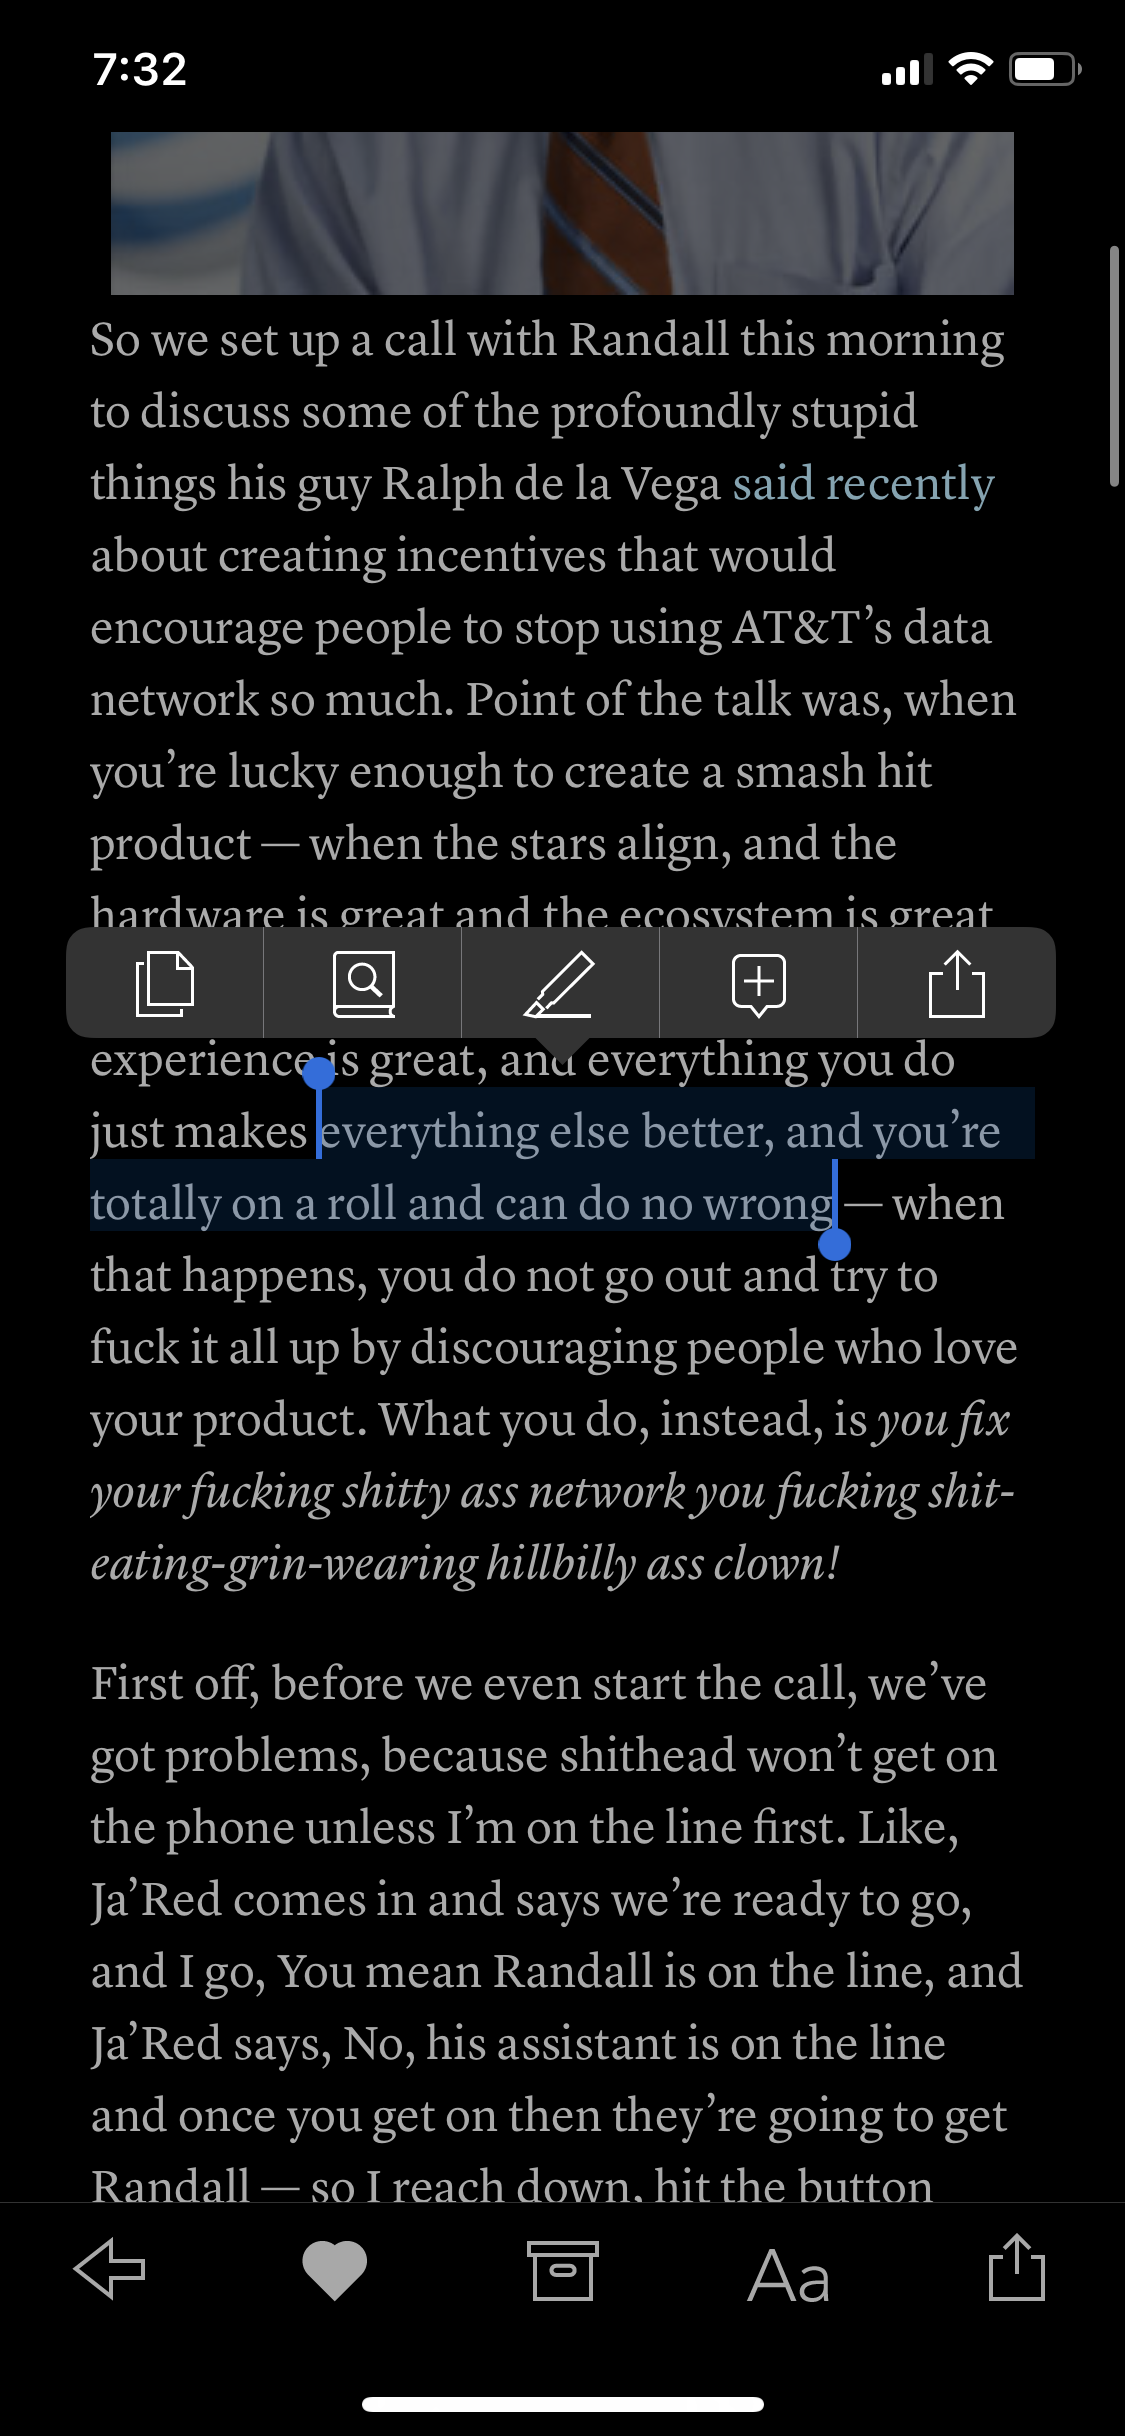 7:32
So we set up a call with Randall this morning
to discuss some of the profoundly stupid
things his guy Ralph de la Vega said recently
about creating incentives that would
encourage people to stop using AT&T’s data
network so much. Point of the talk was, when
you’re lucky enough to create a smash hit
product — when the stars align, and the
hardware is great and the ecosystem is great
experience is great, and everything you do
just makes everything else better, and you’re
totally on a roll and can do no wrong — when
that happens, you do not go out and try to
fuck it all up by discouraging people who love
your product. What you do, instead, is you fix
your fucking shitty ass network you fucking shit-
eating-grin-wearing hillbilly ass clown!
First off, before we even start the call, we’ve
got problems, because shithead won’t get on
the phone unless I’m on the line first. Like,
Ja’Red comes in and says we’re ready to go,
and I go, You mean Randall is on the line, and
Ja’Red says, No, his assistant is on the line
and once you get on then they’re going to get
Randall — so I reach down, hit the button
Aa